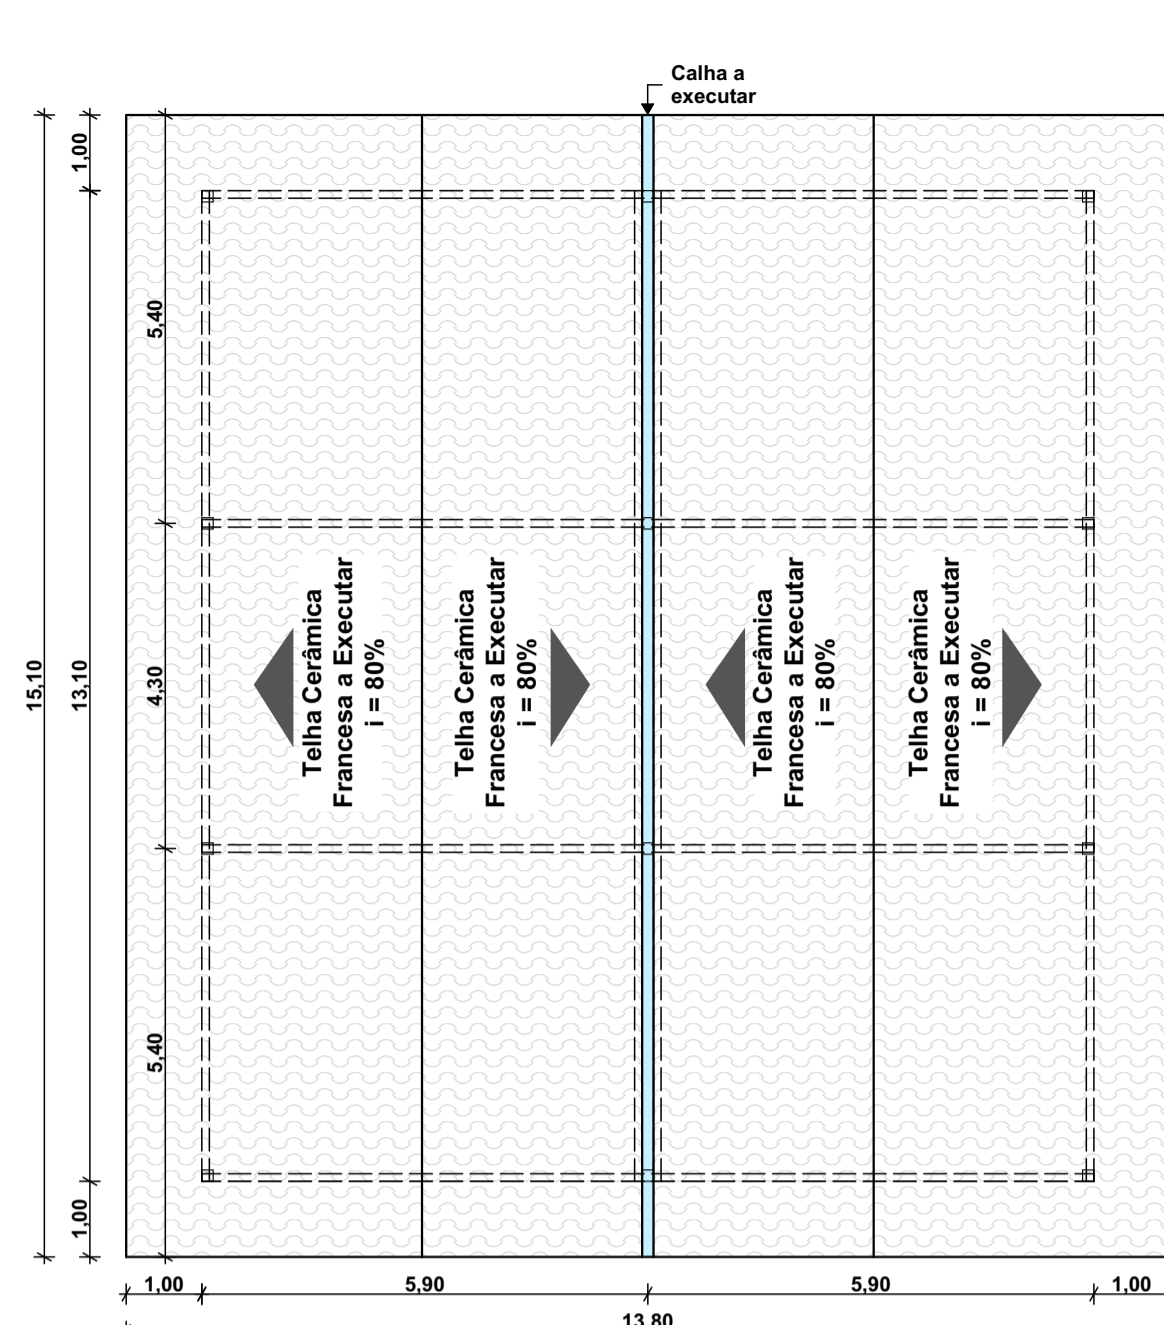 Calha a
executar
1,00
5,40
15,10
13,10
4,30
Telha Cerâmica
Francesa a Executar
i = 80%
Telha Cerâmica
Francesa a Executar
i = 80%
Telha Cerâmica
Francesa a Executar
i = 80%
Telha Cerâmica
Francesa a Executar
i = 80%
5,40
1,00
1,00
5,90
5,90
1,00
13,80